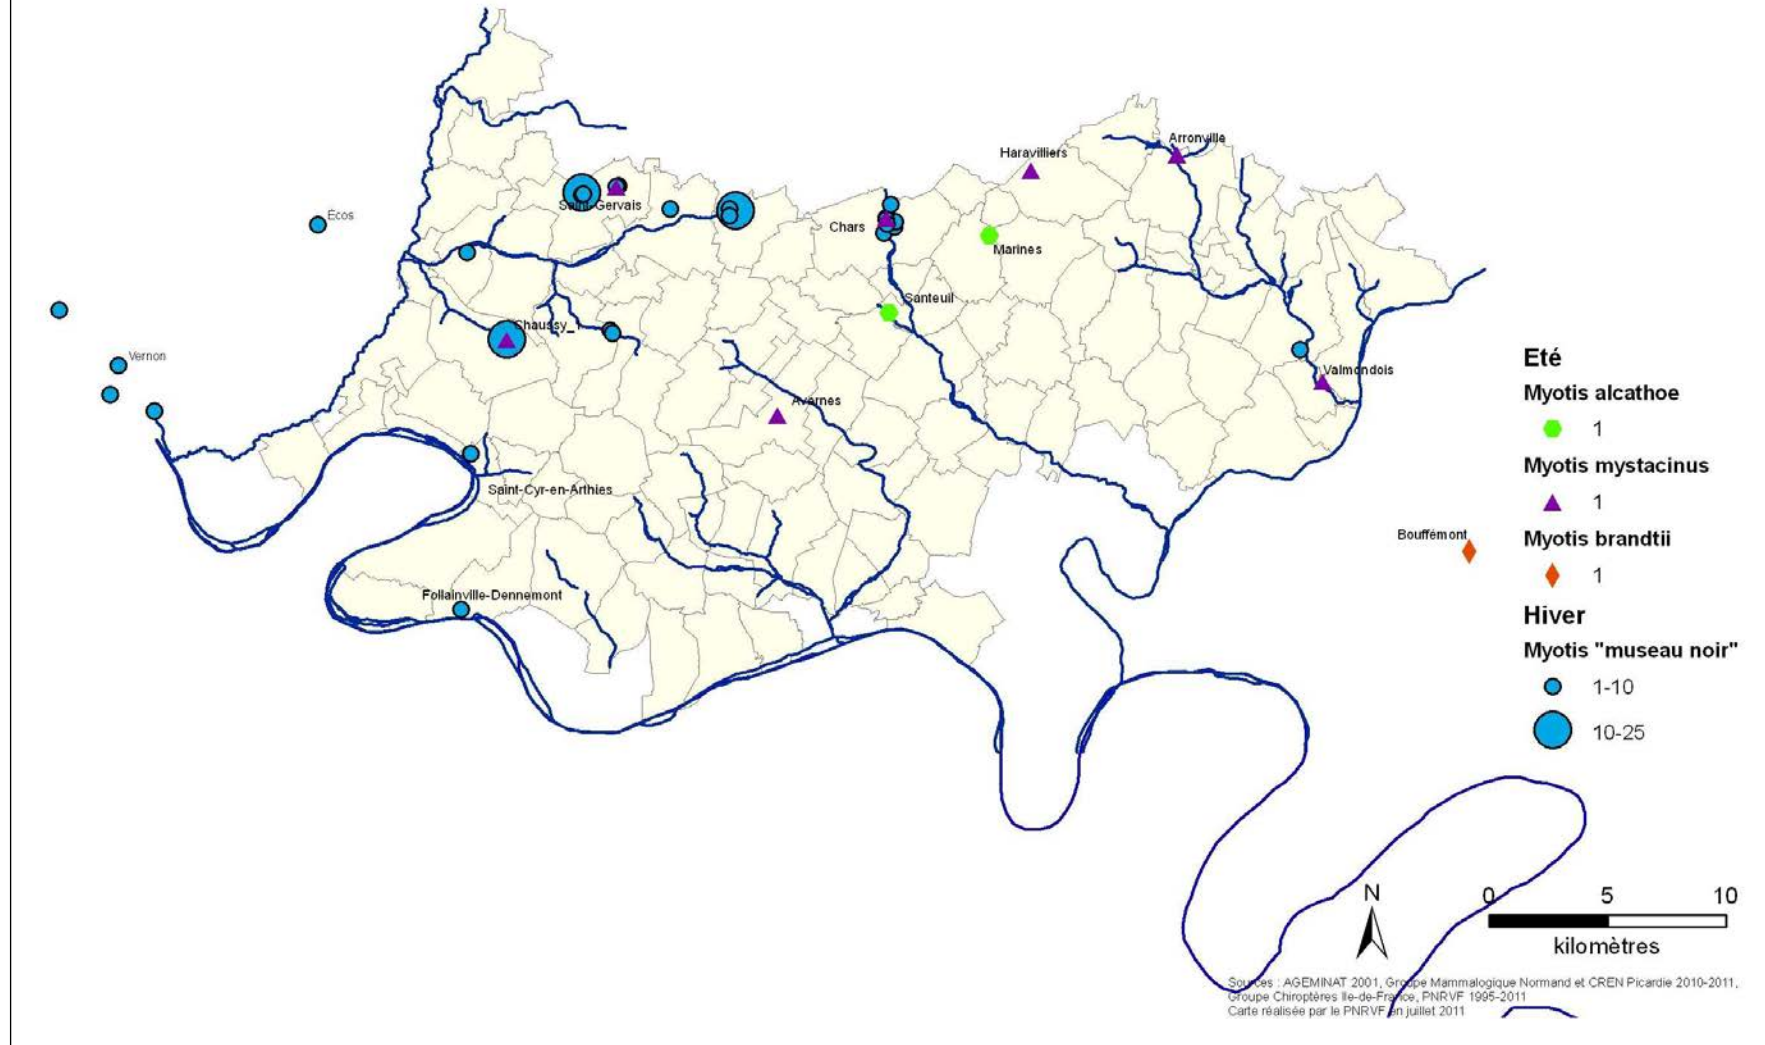 Arronville
Haravilliers
Saint-Gervais
Écos
Chars
Marines
Santeuil
Chaussy_1
Vernon
Valmondois
Avernes
Saint-Cyr-en-Arthies
Bouffémont
Follainville-Dennemont
Eté
Myotis alcathoe
1
Myotis mystacinus
1
Myotis brandtii
1
Hiver
Myotis "museau noir"
1-10
10-25
N
0 5 10
kilomètres
Sources : AGEMINAT 2001, Groupe Mammalogique Normand et CREN Picardie 2010-2011,
Groupe Chiroptères Ile-de-France, PNRVF 1995-2011
Carte réalisée par le PNRVF en juillet 2011